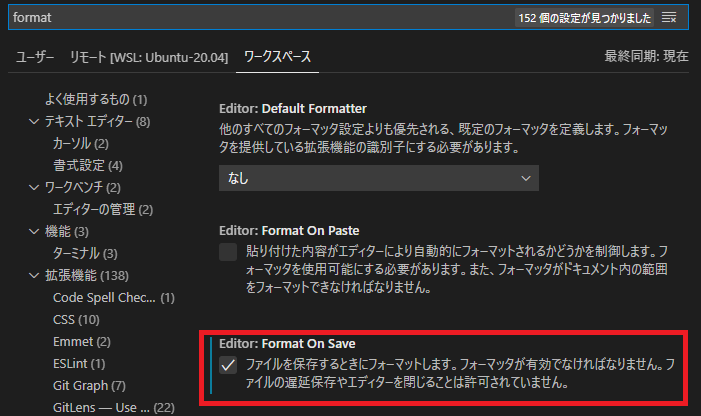 format
152 個の設定が見つかりました
ユーザー リモート [WSL: Ubuntu-20.04] ワークスペース 最終同期: 現在
よく使用するもの (1)
テキスト エディター (8)
カーソル (2)
書式設定 (4)
ワークベンチ (2)
エディターの管理 (2)
機能 (3)
ターミナル (3)
拡張機能 (138)
Code Spell Chec... (1)
CSS (10)
Emmet (2)
ESLint (1)
Git Graph (7)
GitLens — Use ... (22)
Editor: Default Formatter
他のすべてのフォーマッタ設定よりも優先される、既定のフォーマッタを定義します。フォーマッ
タを提供している拡張機能の識別子にする必要があります。
なし
Editor: Format On Paste
貼り付けた内容がエディターにより自動的にフォーマットされるかどうかを制御します。フ
ォーマッタを使用可能にする必要があります。また、フォーマッタがドキュメント内の範囲
をフォーマットできなければなりません。
Editor: Format On Save
ファイルを保存するときにフォーマットします。フォーマッタが有効でなければなりません。フ
ァイルの遅延保存やエディターを閉じることは許可されていません。